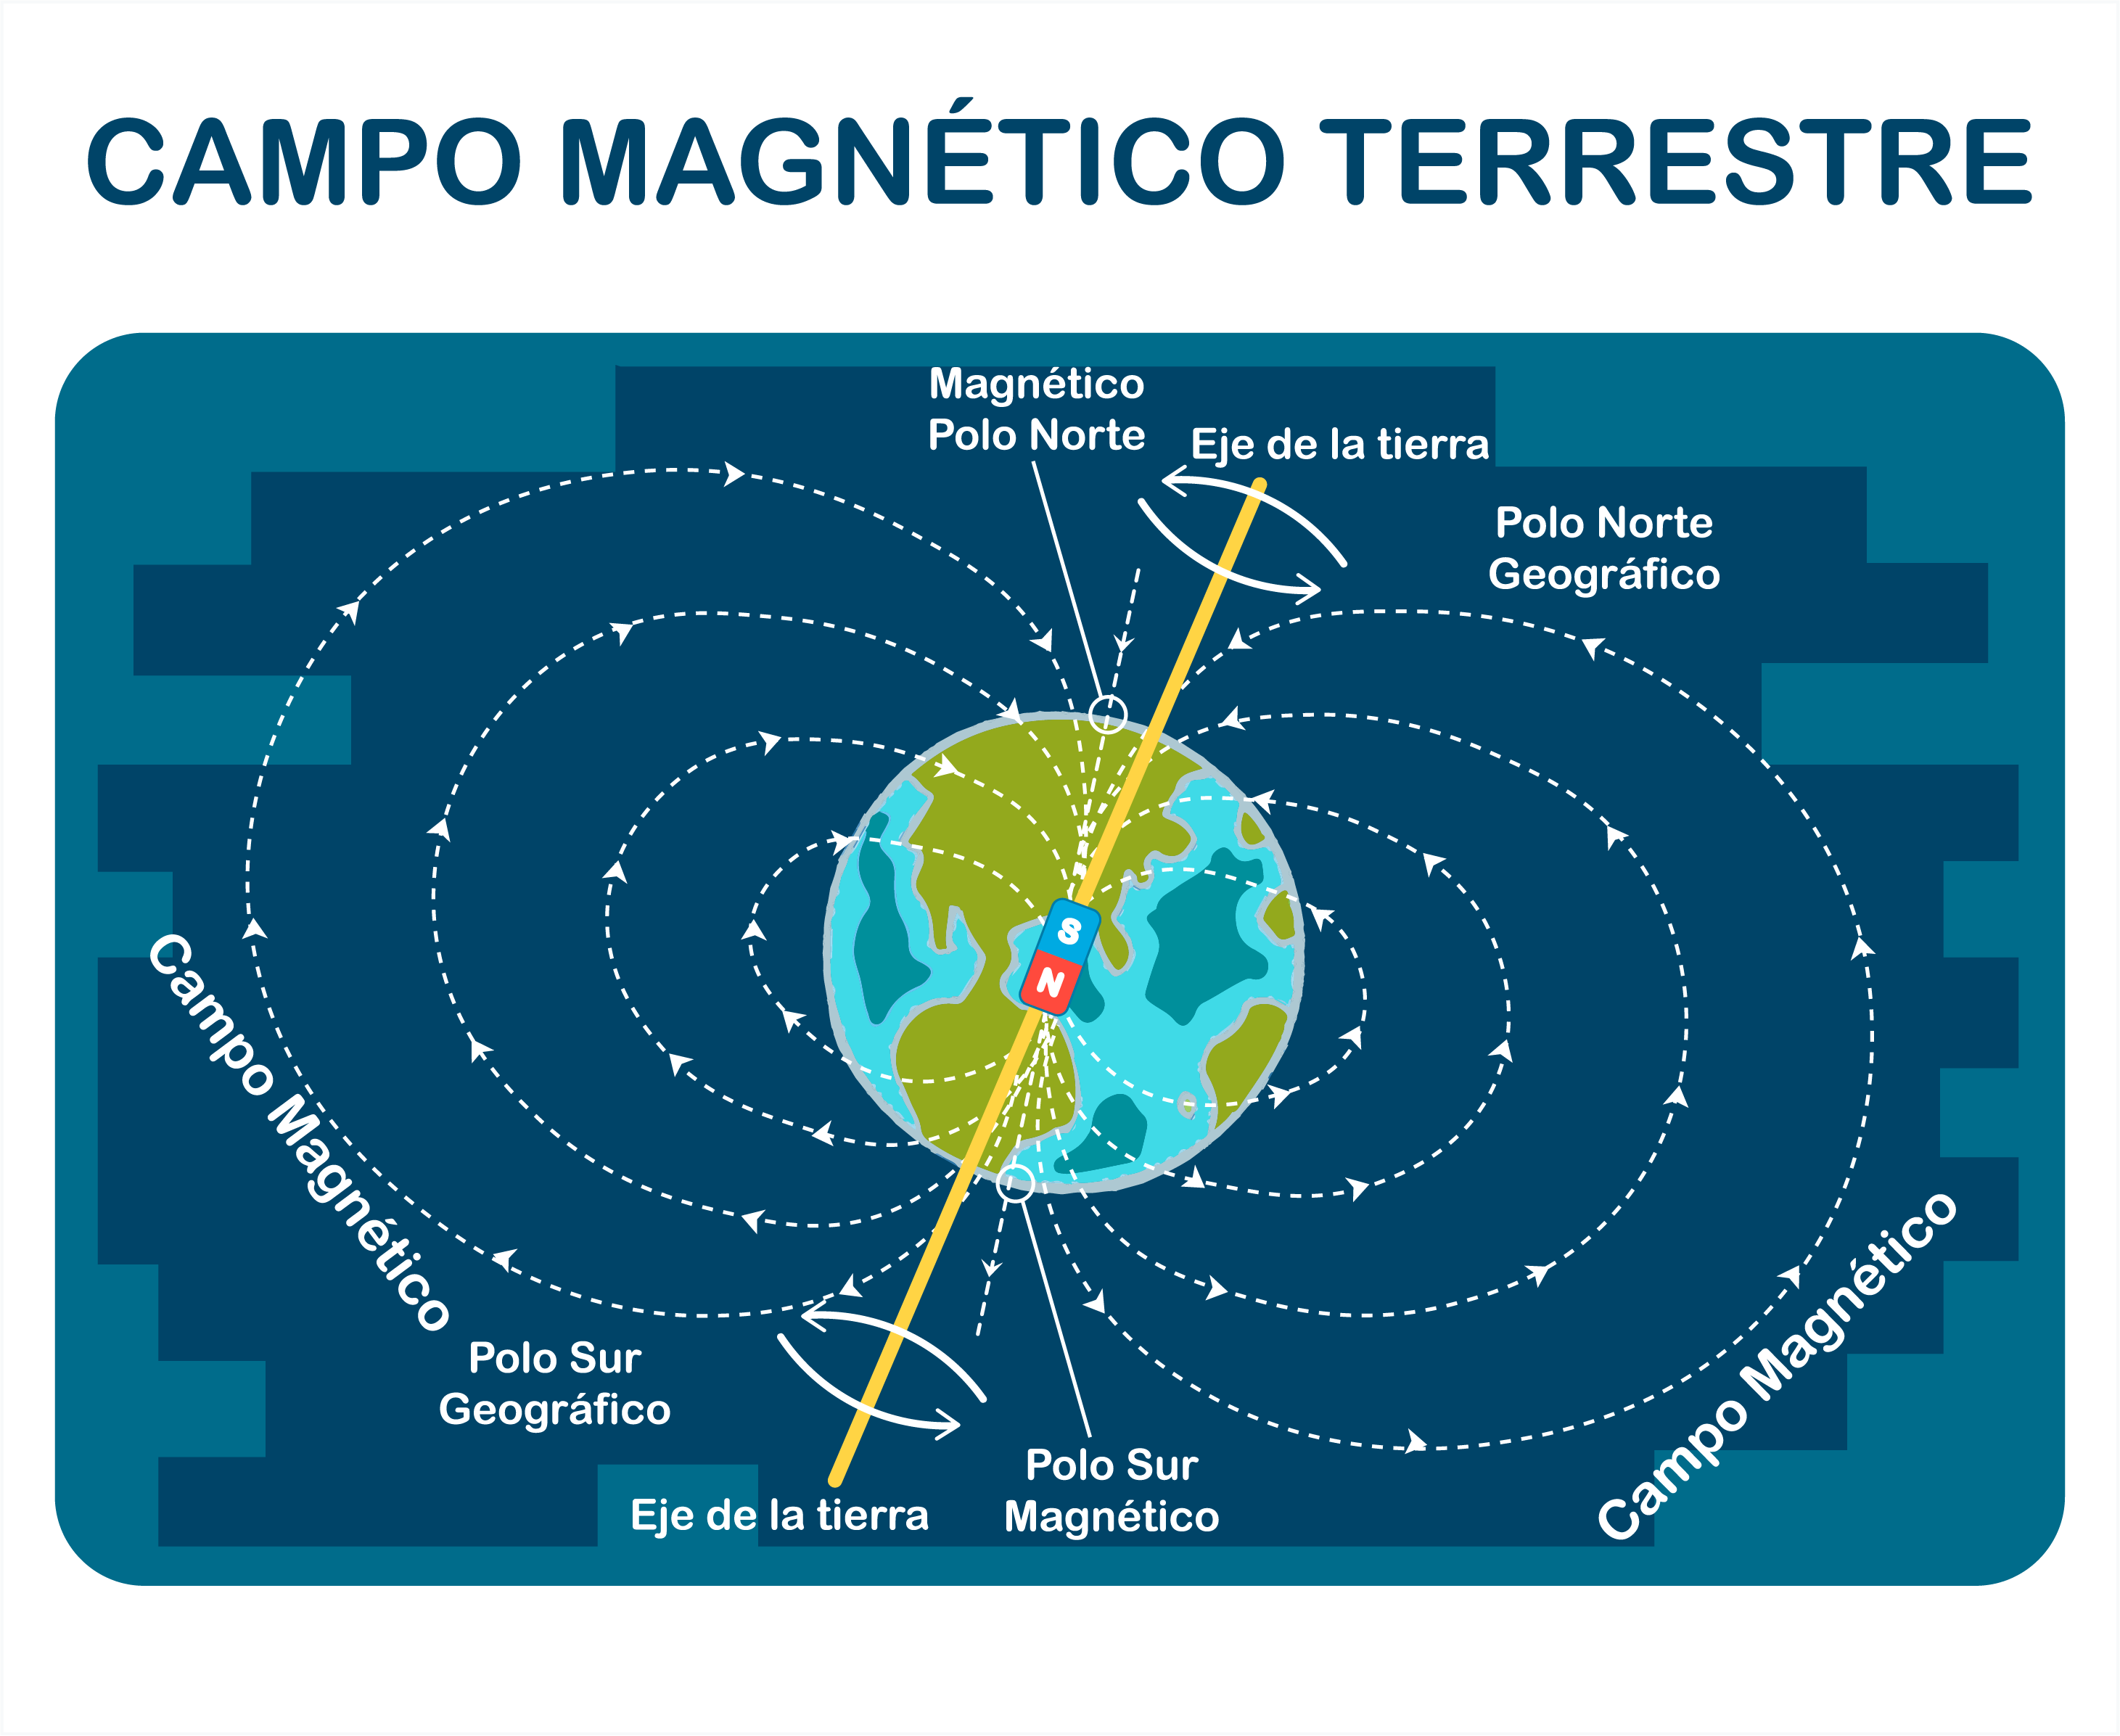 CAMPO MAGNÉTICO TERRESTRE
Magnético
Polo Norte
Eje de la tierra
Polo Norte
Geográfico
S
N
Campo Magnético
Campo Magnético
Polo Sur
Geográfico
Polo Sur
Magnético
Eje de la tierra